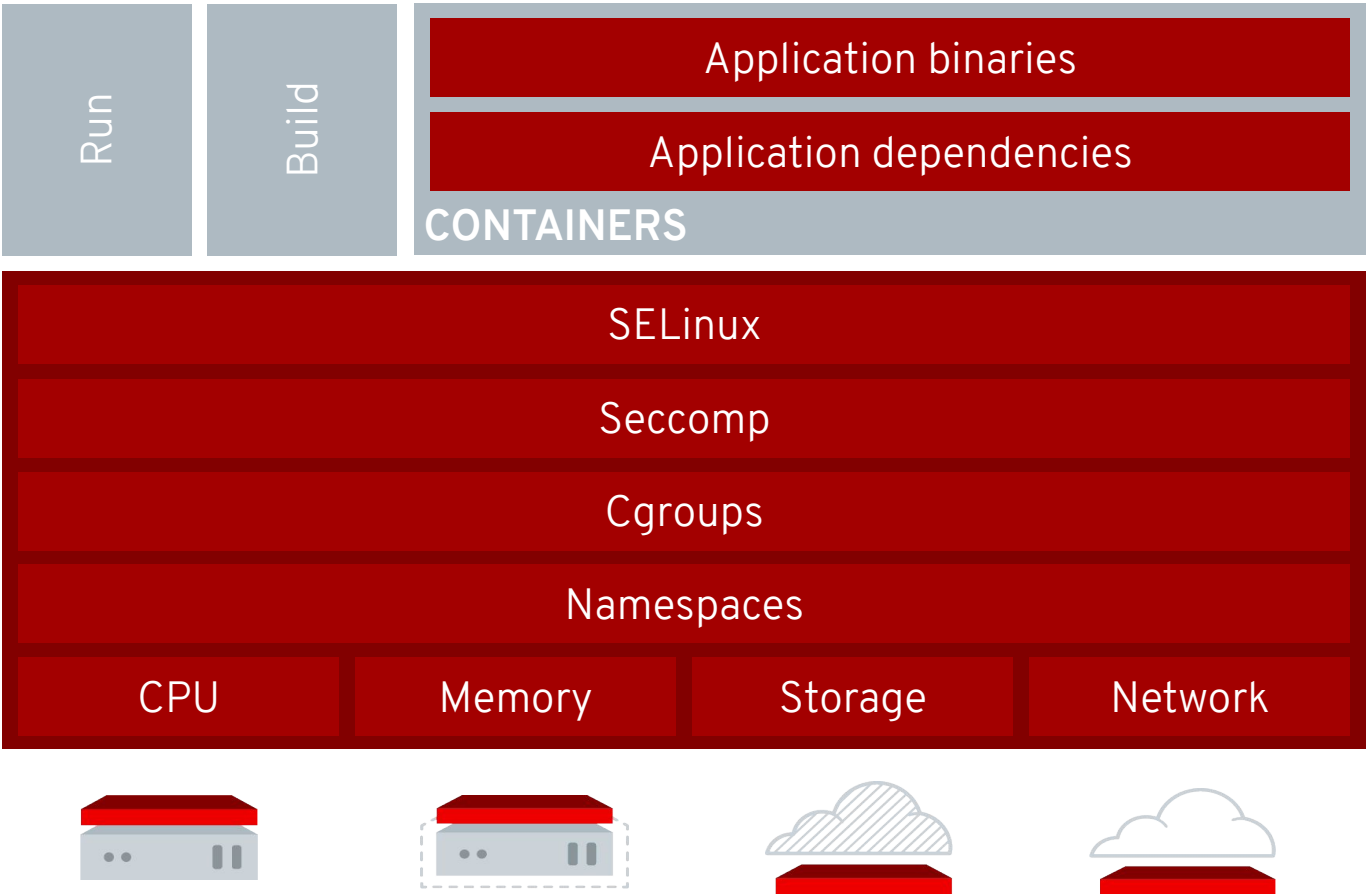 Run
Build
Application binaries
Application dependencies
CONTAINERS
SELinux
Seccomp
Cgroups
Namespaces
CPU
Memory
Storage
Network